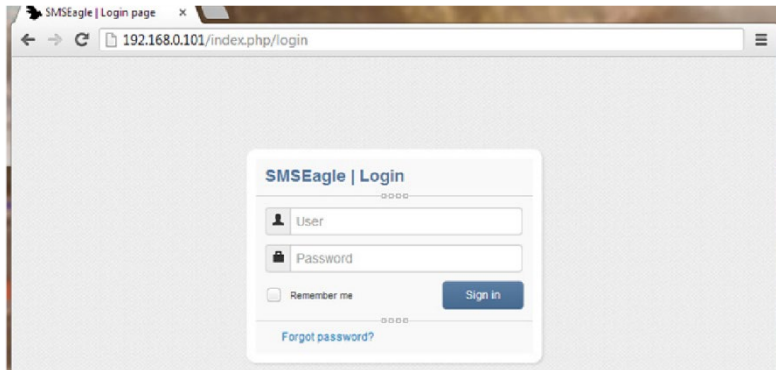 SMSEagle | Login page
192.168.0.101/index.php/login
SMSEagle | Login
User
Password
Remember me
Sign in
Forgot password?